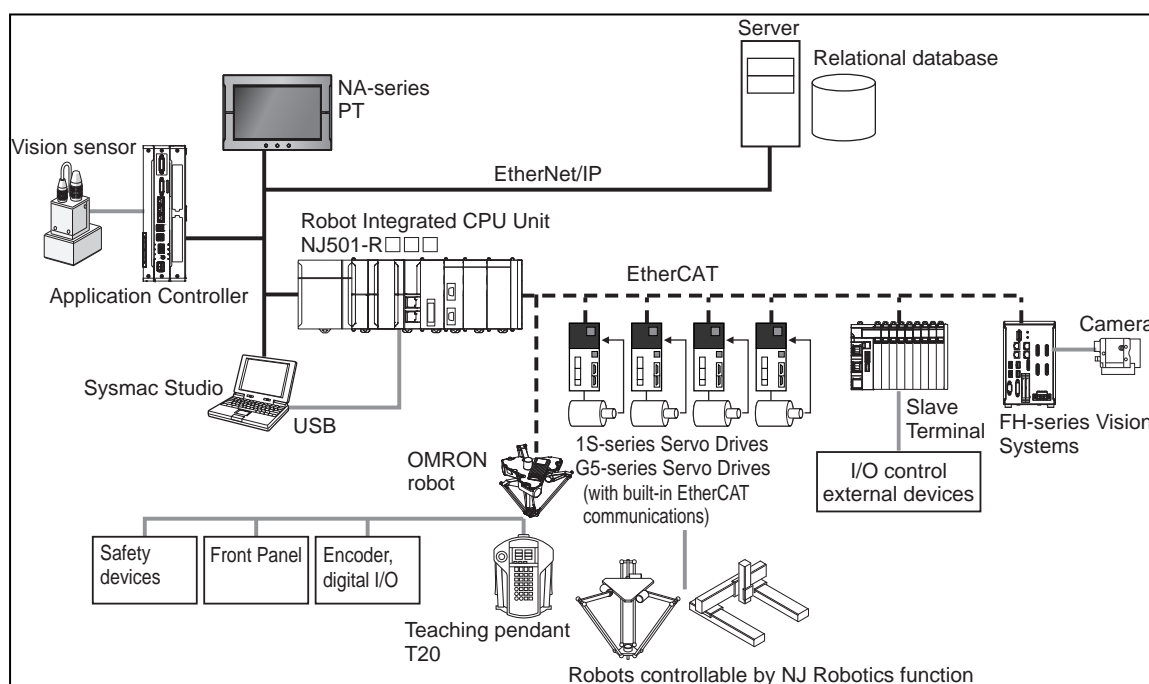 Server
Relational database
NA-series
PT
Vision sensor
EtherNet/IP
Robot Integrated CPU Unit
NJ501-R□□□
Application Controller
EtherCAT
Camera
Sysmac Studio
USB
Slave
Terminal
FH-series Vision
Systems
1S-series Servo Drives
G5-series Servo Drives
(with built-in EtherCAT
communications)
OMRON
robot
I/O control
external devices
Safety
devices
Front Panel
Encoder,
digital I/O
Teaching pendant
T20
Robots controllable by NJ Robotics function